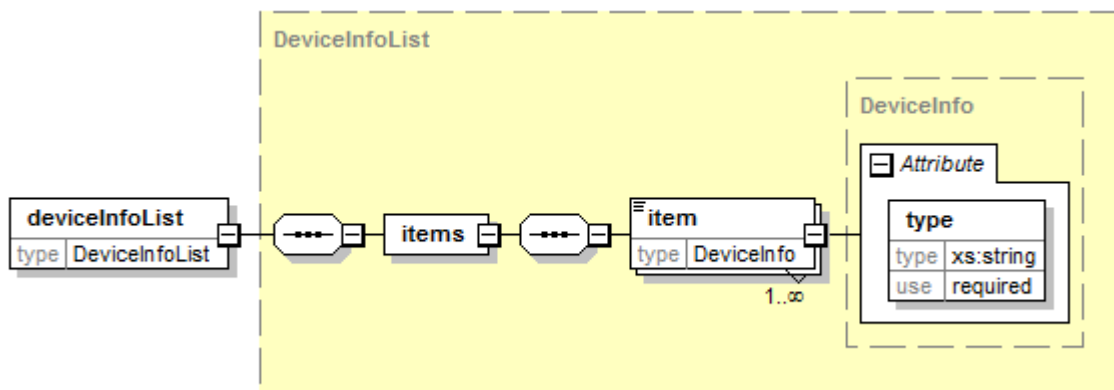 DeviceInfoList
DeviceInfo
Attribute
deviceInfoList
type DeviceInfoList
items
item
type DeviceInfo
1..∞
type
type xs:string
use required